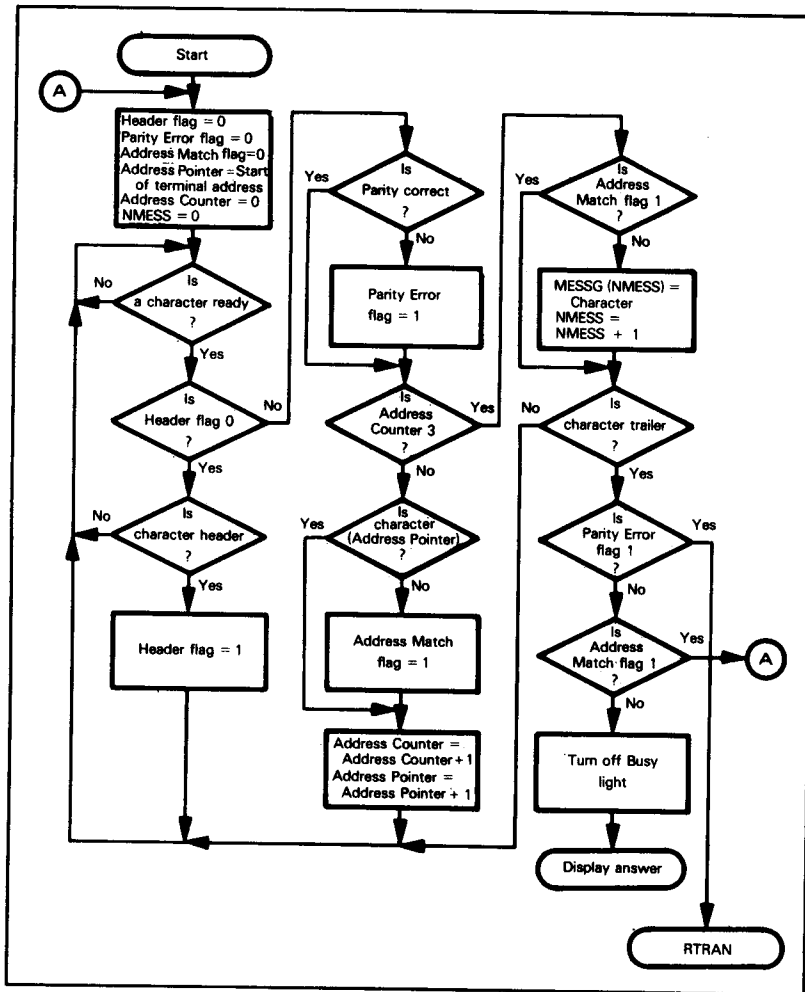 Start
A
Header flag = 0
Parity Error flag = 0
Address Match flag=0
Address Pointer = Start
of terminal address
Address Counter = 0
NMESS = 0
Is
a character ready
?
No
Yes
Is
Header flag 0
?
No
Yes
Is
character header
?
No
Yes
Header flag = 1
Is
Parity correct
?
Yes
No
Parity Error
flag = 1
Is
Address
Counter 3
?
Yes
No
Is
character
(Address Pointer)
?
Yes
No
Address Match
flag = 1
Address Counter =
Address Counter + 1
Address Pointer =
Address Pointer + 1
Is
Address
Match flag 1
?
Yes
No
MESSG (NMESS) =
Character
NMESS =
NMESS + 1
Is
character trailer
?
No
Yes
Is
Parity Error
flag 1
?
Yes
No
Is
Address
Match flag 1
?
Yes
A
No
Turn off Busy
light
Display answer
RTRAN